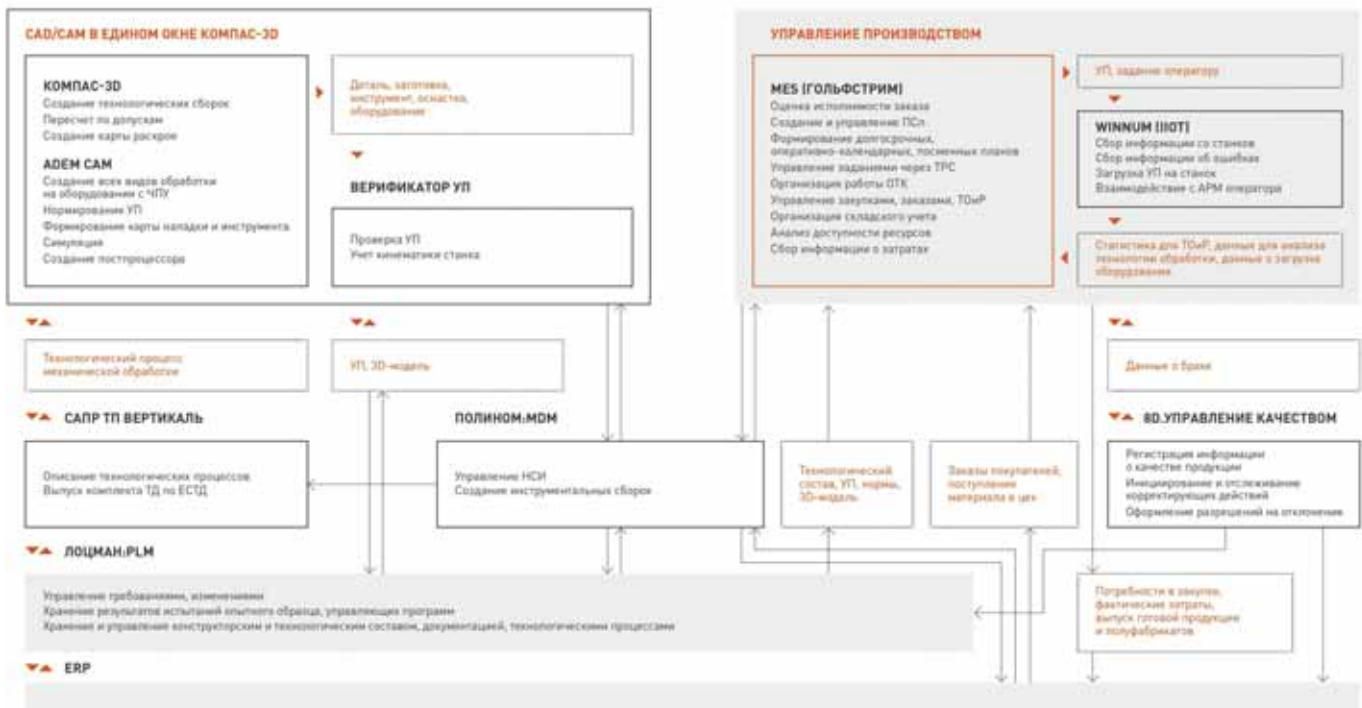 CAD/CAM В ЕДИНОМ ОКНЕ КОМПАС-3D
КОМПАС-3D
Создание технологических сборок
Пересчет по допускам
Создание карты раскроя
ADEM CAM
Создание всех видов обработки
на оборудовании с ЧПУ
Нормирование УП
Формирование карты наладки и инструмента
Симуляция
Создание постпроцессора
Деталь, заготовка,
инструмент, оснастка,
оборудование
ВЕРИФИКАТОР УП
Проверка УП
Учет кинематики станка
УПРАВЛЕНИЕ ПРОИЗВОДСТВОМ
MES (ГОЛЬФСТРИМ)
Оценка исполнимости заказа
Создание и управление ПСп
Формирование долгосрочных,
оперативно-календарных, посменных планов
Управление заданиями через ТРС
Организация работы ОТК
Управление закупками, заказами, ТОиР
Организация складского учета
Анализ доступности ресурсов
Сбор информации о затратах
УП, задание оператору
WINNUM (IIOT)
Сбор информации со станков
Сбор информации об ошибках
Загрузка УП на станок
Взаимодействие с АРМ оператора
Статистика для ТОиР, данные для анализа
технологии обработки, данные о загрузке
оборудования
Технологический процесс
механической обработки
УП, 3D-модель
Данные о браке
САПР ТП ВЕРТИКАЛЬ
Описание технологических процессов
Выпуск комплекта ТД по ЕСТД
ПОЛИНОМ:MDM
Управление НСИ
Создание инструментальных сборок
Технологический
состав, УП, нормы,
3D-модель
Заказы покупателей,
поступление
материала в цех
8D.УПРАВЛЕНИЕ КАЧЕСТВОМ
Регистрация информации
о качестве продукции
Инициирование и отслеживание
корректирующих действий
Оформление разрешений на отклонения
ЛОЦМАН:PLM
Управление требованиями, изменениями
Хранение результатов испытаний опытного образца, управляющих программ
Хранение и управление конструкторским и технологическим составом, документацией, технологическими процессами
Потребности в закупке,
фактические затраты,
выпуск готовой продукции
и полуфабрикатов
ERP